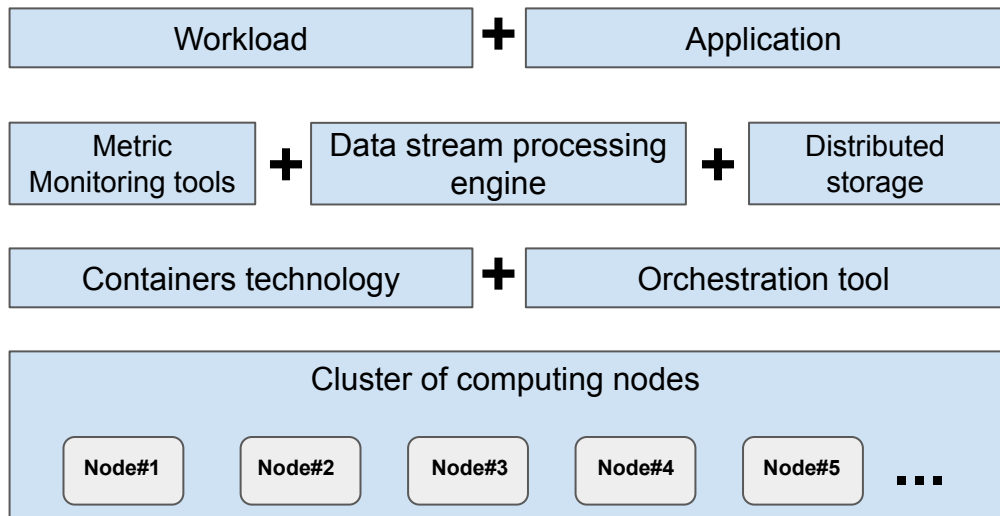 Workload + Application
Metric
Monitoring tools
+
Data stream processing
engine
+
Distributed
storage
Containers technology + Orchestration tool
Cluster of computing nodes
Node#1 Node#2 Node#3 Node#4 Node#5 ...